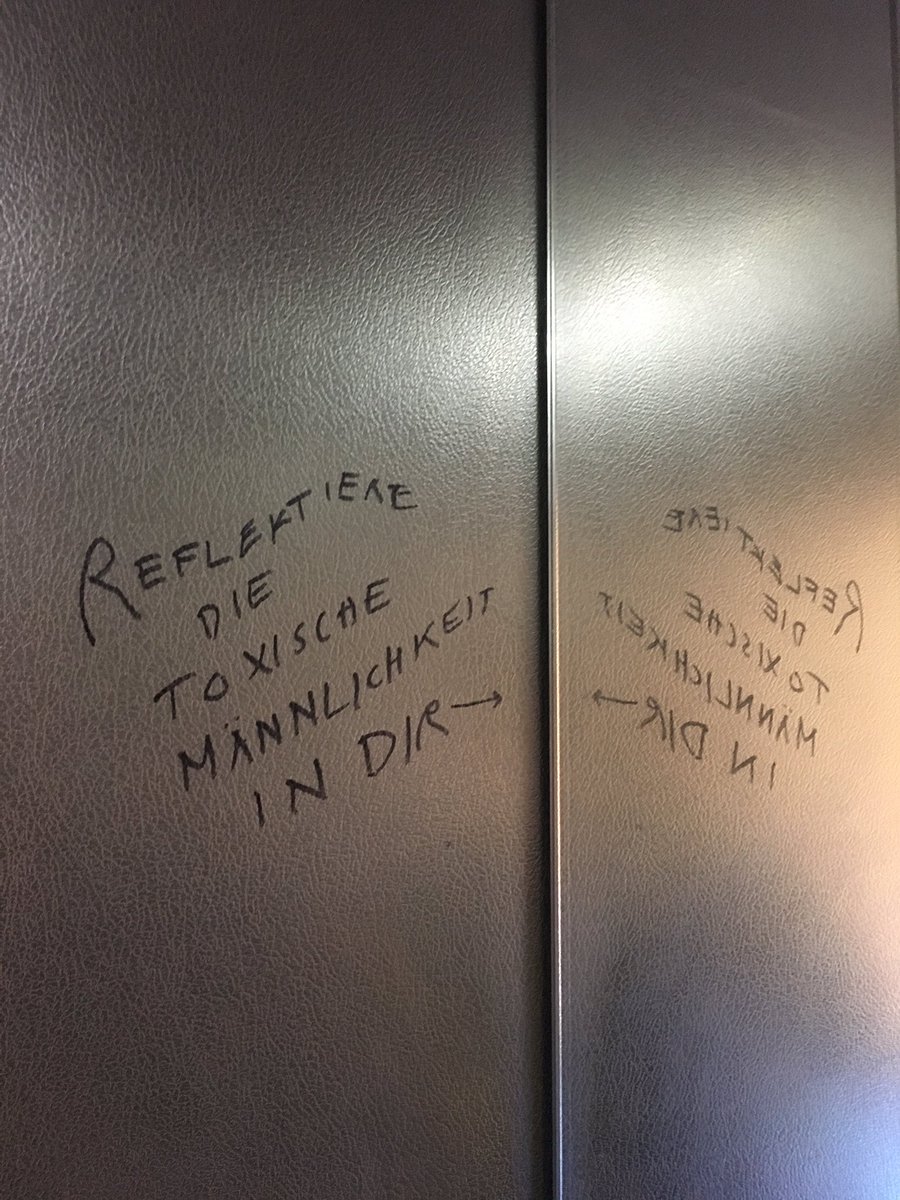 REFLEKTIERE
DIE
TOXISCHE
MÄNNLICHKEIT
IN DIR →